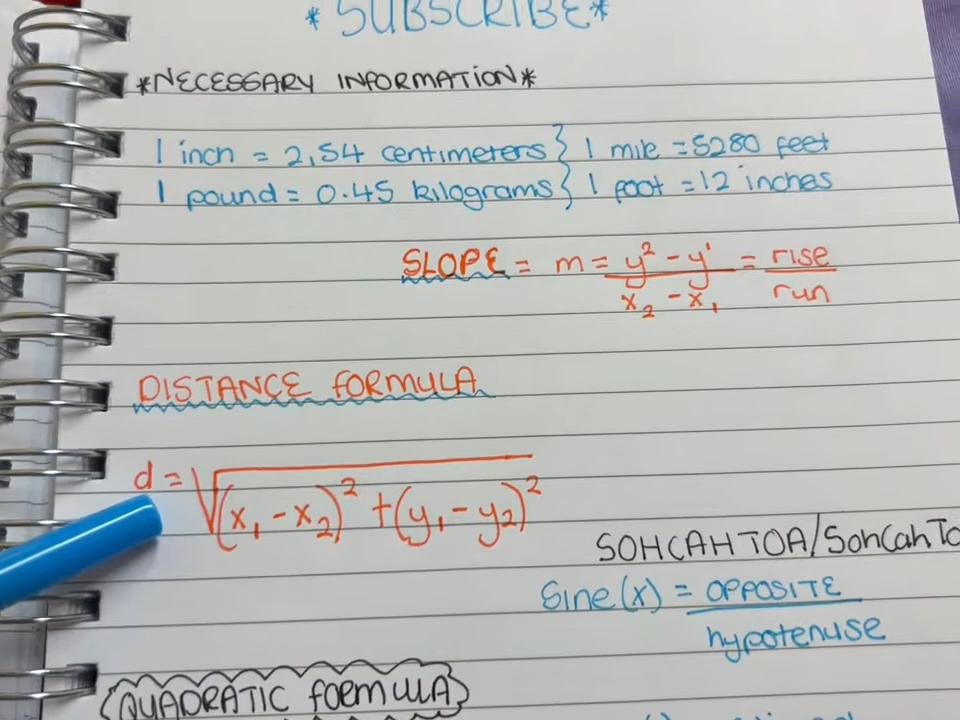 *SUBSCRIBE*
*NECESSARY INFORMATION*
1 inch = 2,54 centimeters } 1 mile = 5280 feet
1 pound = 0.45 kilograms } 1 foot = 12 inches
SLOPE = m = y² - y¹ = rise
x₂ - x₁ run
DISTANCE FORMULA
d = √(x₁ - x₂)² + (y₁ - y₂)²
SOHCAHTOA/SohCahTo
Sine(x) = OPPOSITE
hypotenuse
QUADRATIC FORMULA